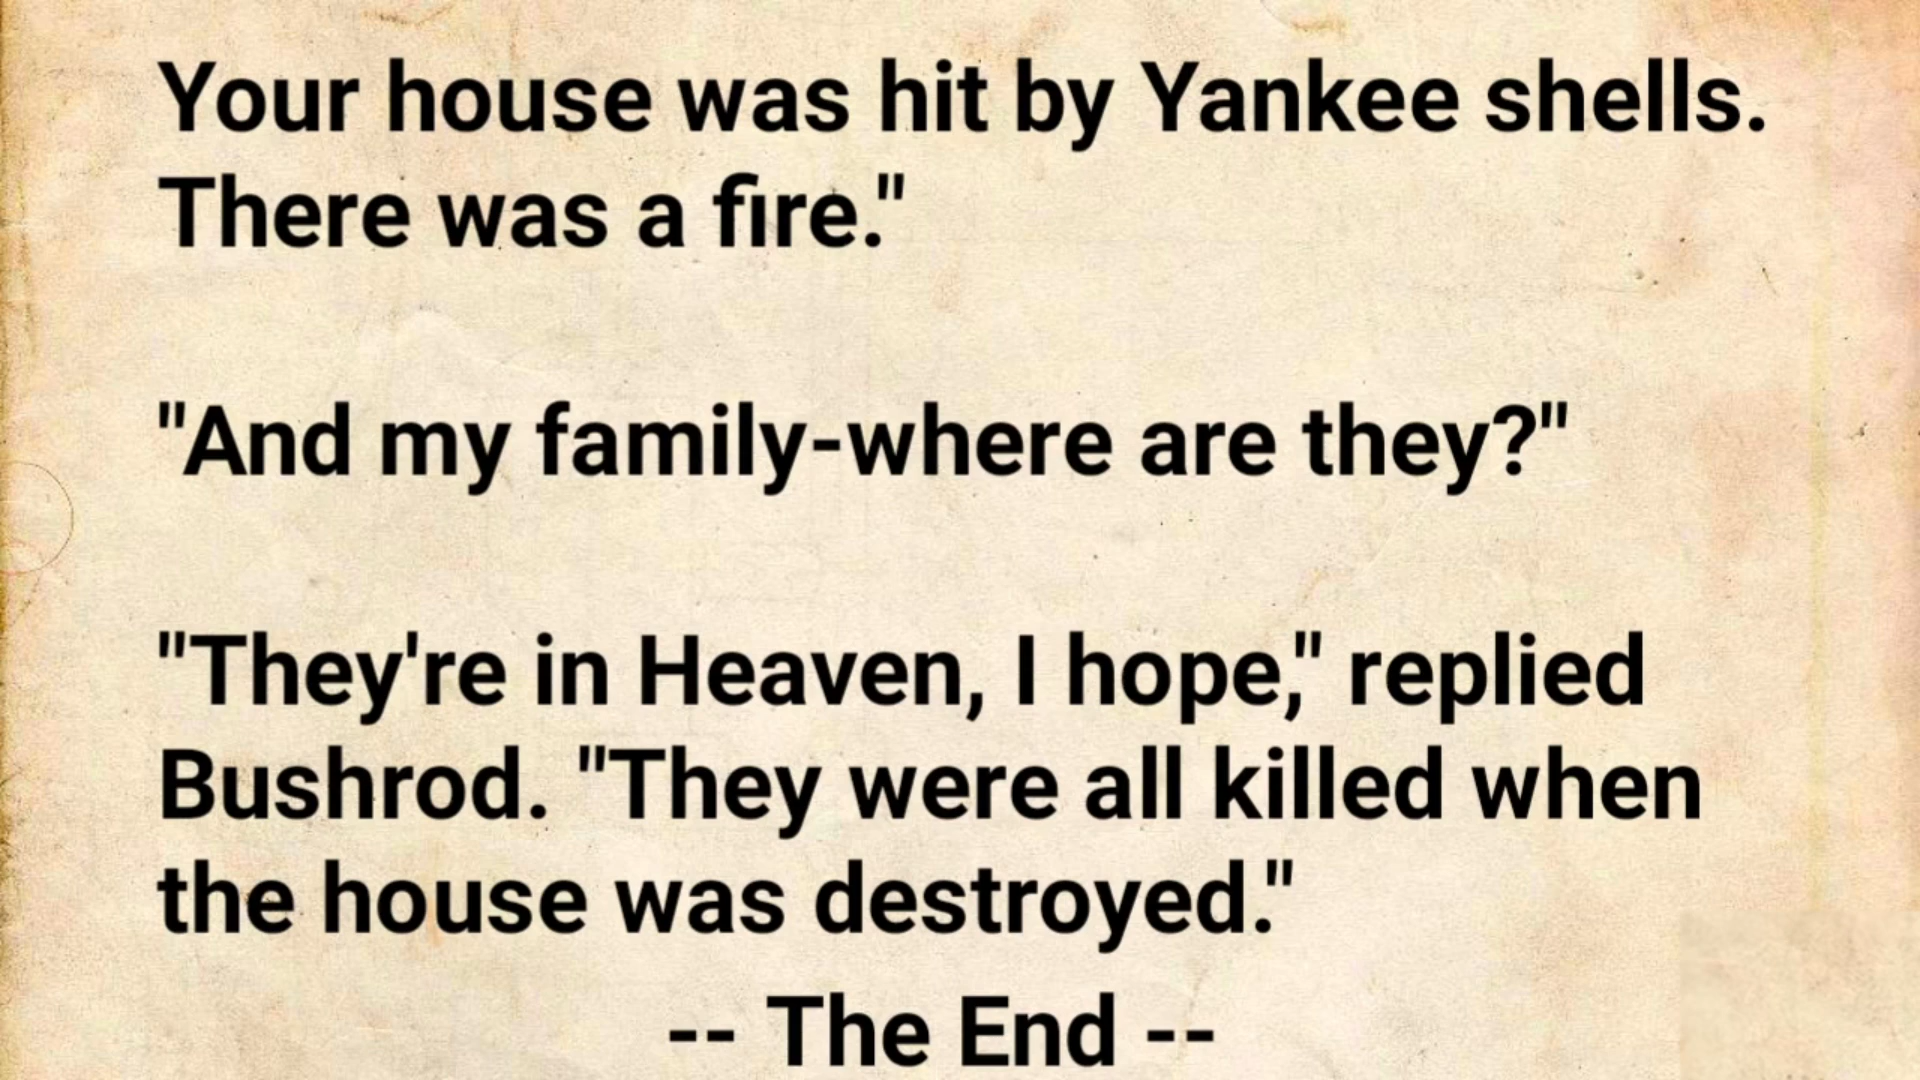 Your house was hit by Yankee shells.
There was a fire."
"And my family-where are they?"
"They're in Heaven, I hope," replied
Bushrod. "They were all killed when
the house was destroyed."
-- The End --